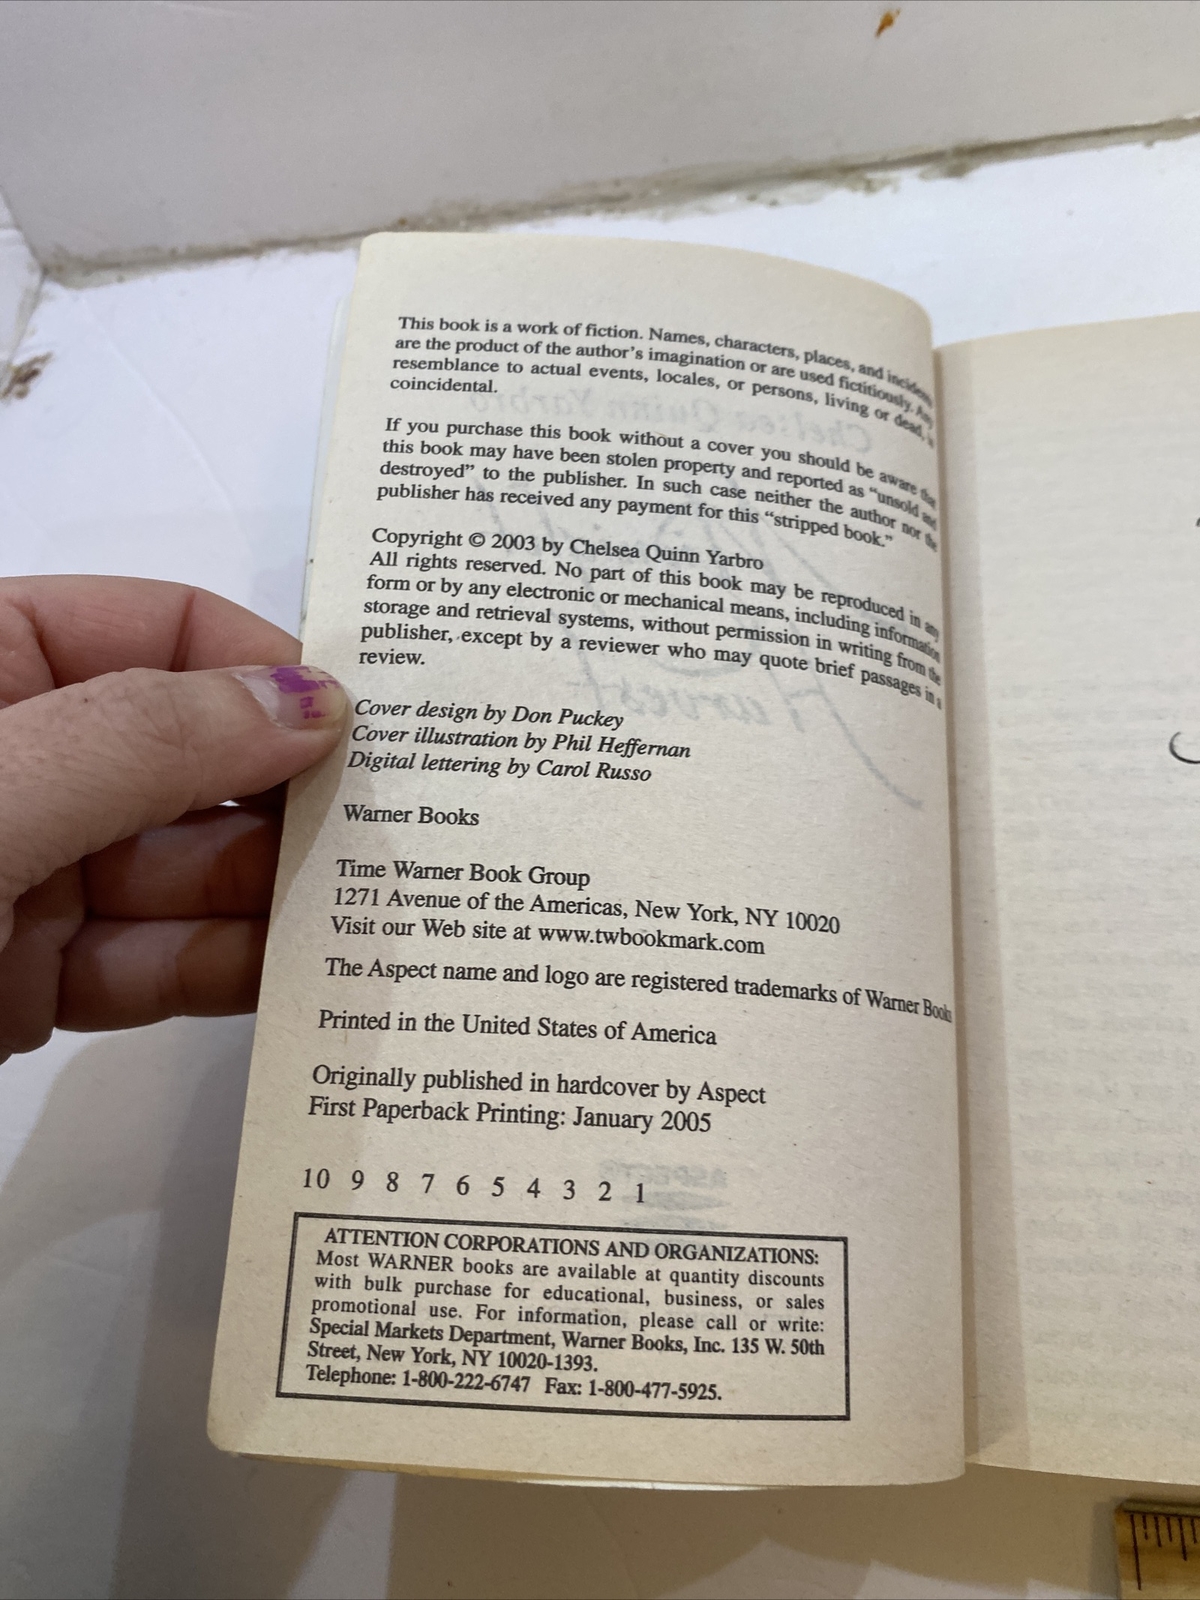 This book is a work of fiction. Names, characters, places, and incidents
are the product of the author's imagination or are used fictitiously. Any
resemblance to actual events, locales, or persons, living or dead, is
coincidental.
If you purchase this book without a cover you should be aware that
this book may have been stolen property and reported as “unsold and
destroyed” to the publisher. In such case neither the author nor the
publisher has received any payment for this “stripped book.”
Copyright © 2003 by Chelsea Quinn Yarbro
All rights reserved. No part of this book may be reproduced in any
form or by any electronic or mechanical means, including information
storage and retrieval systems, without permission in writing from the
publisher, except by a reviewer who may quote brief passages in a
review.
Cover design by Don Puckey
Cover illustration by Phil Heffernan
Digital lettering by Carol Russo
Warner Books
Time Warner Book Group
1271 Avenue of the Americas, New York, NY 10020
Visit our Web site at www.twbookmark.com
The Aspect name and logo are registered trademarks of Warner Books
Printed in the United States of America
Originally published in hardcover by Aspect
First Paperback Printing: January 2005
10 9 8 7 6 5 4 3 2 1
ATTENTION CORPORATIONS AND ORGANIZATIONS:
Most WARNER books are available at quantity discounts
with bulk purchase for educational, business, or sales
promotional use. For information, please call or write:
Special Markets Department, Warner Books, Inc. 135 W. 50th
Street, New York, NY 10020-1393.
Telephone: 1-800-222-6747 Fax: 1-800-477-5925.